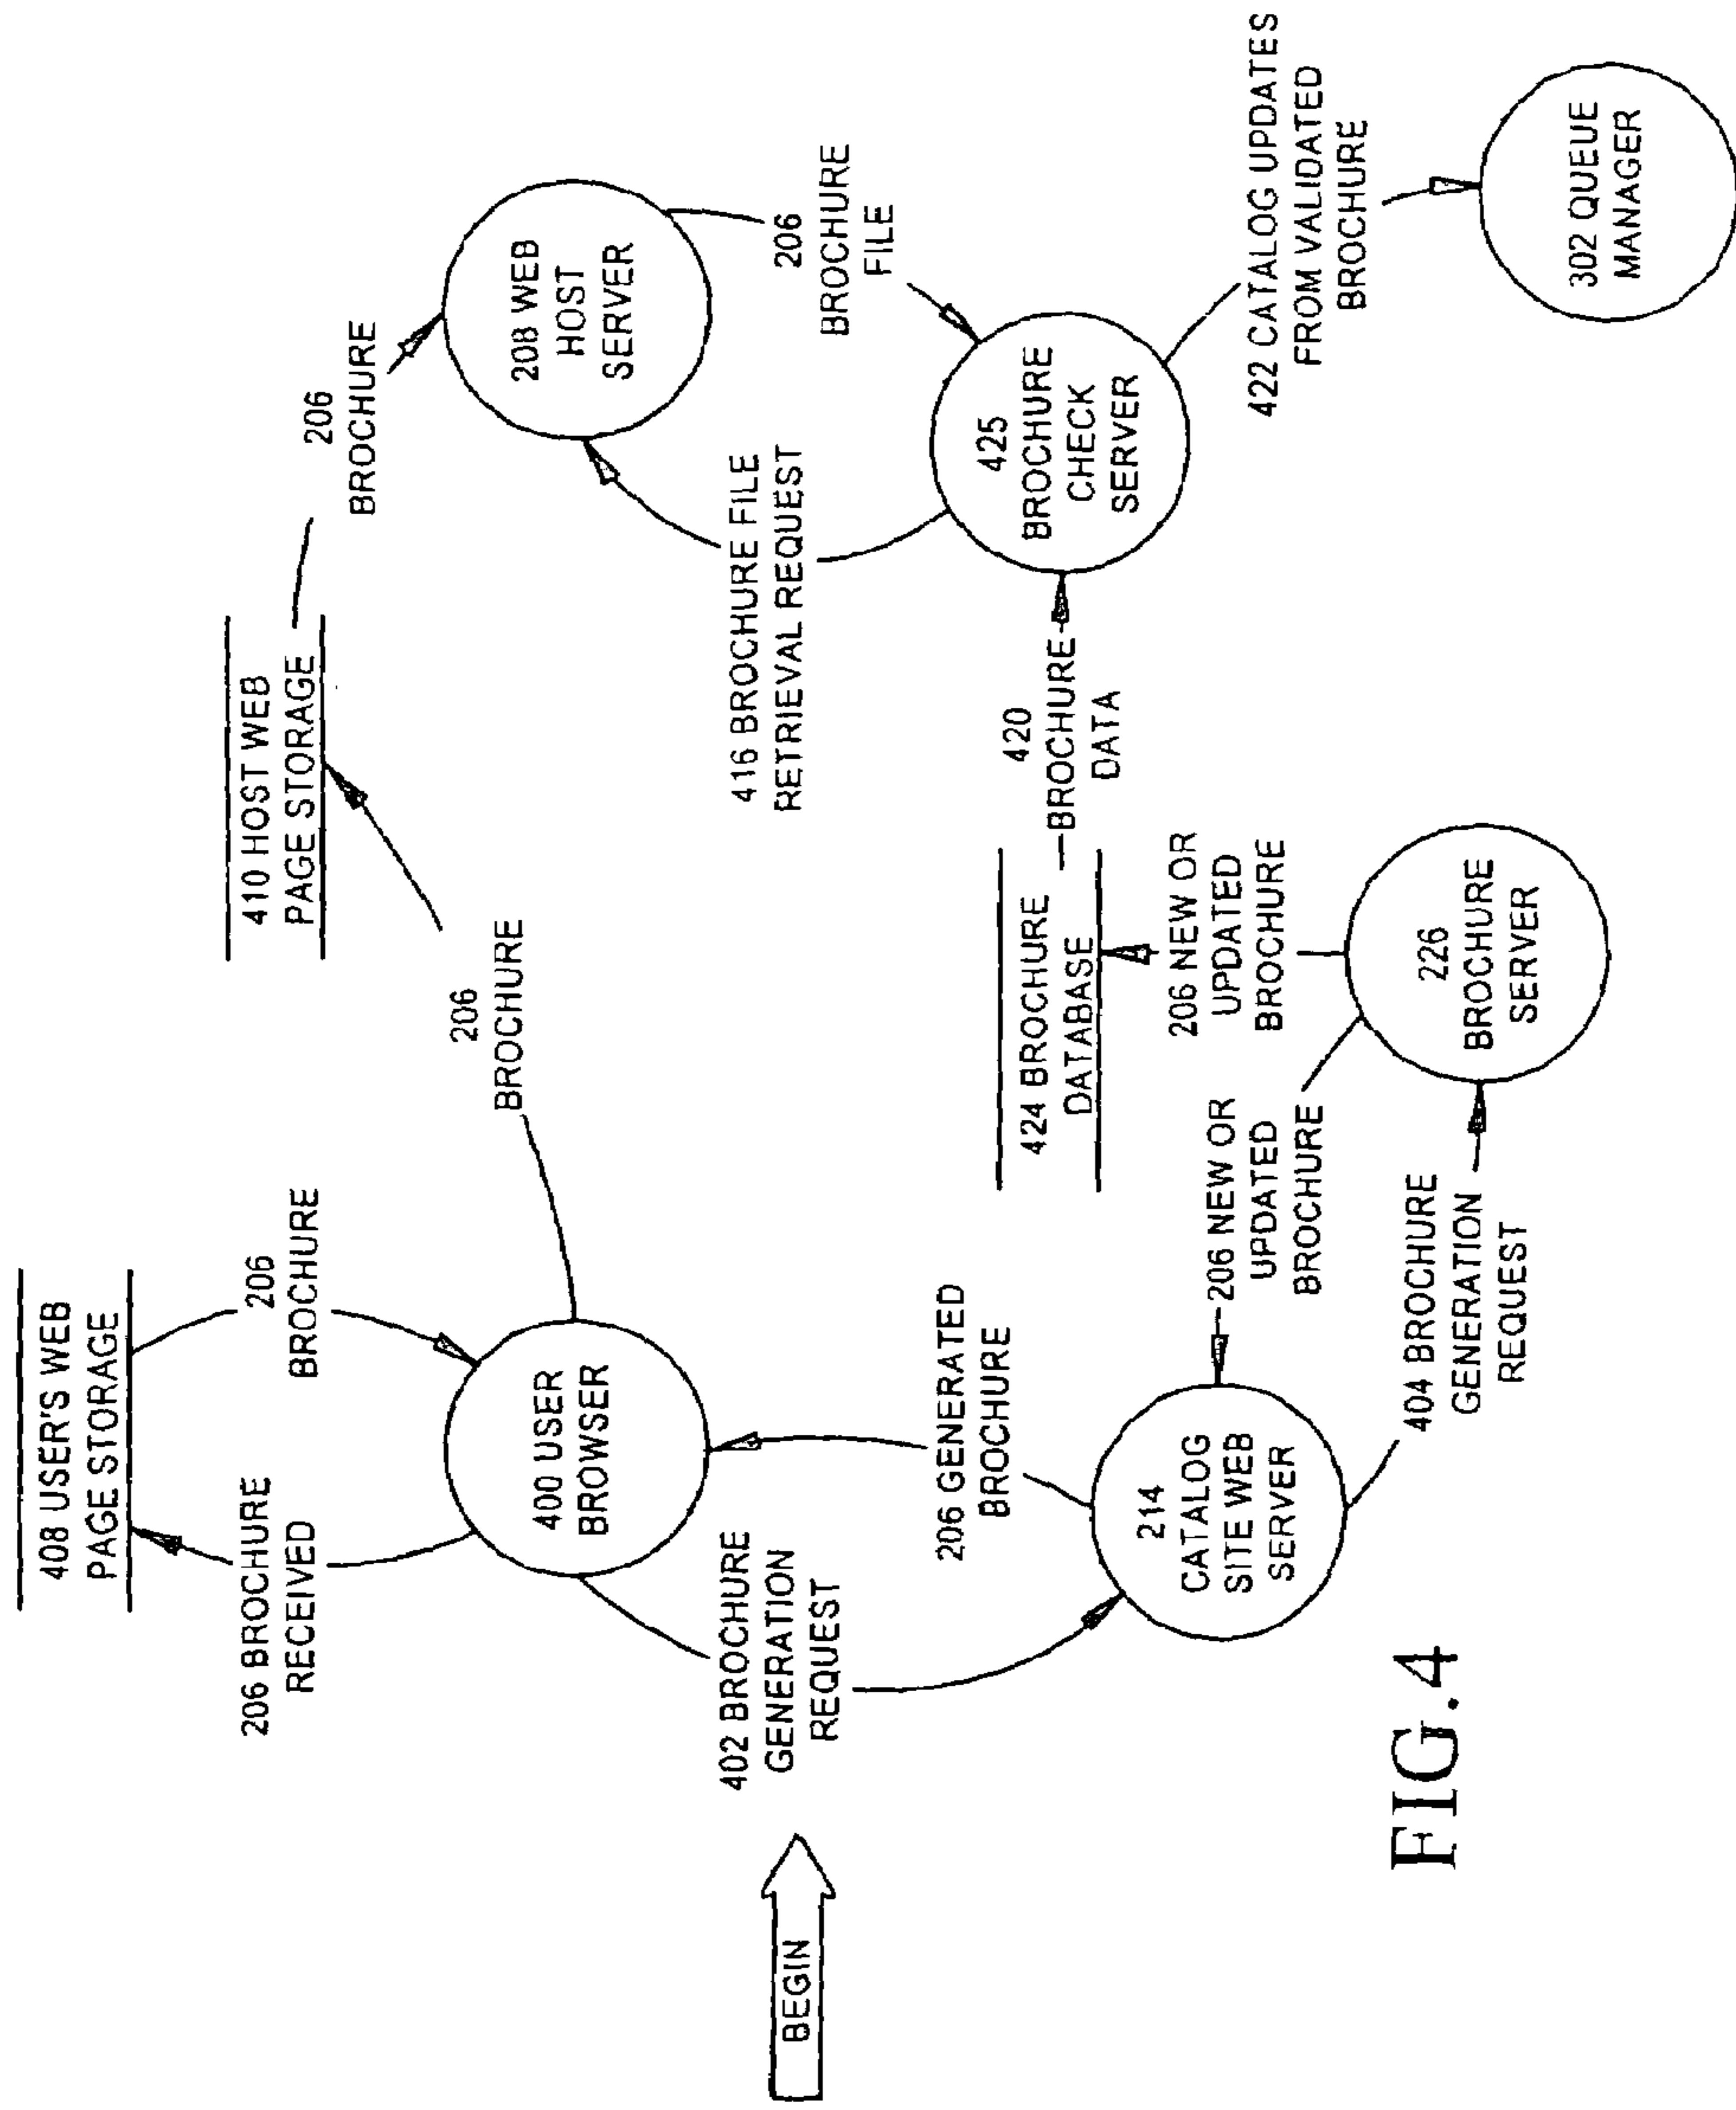 408 USER'S WEB
PAGE STORAGE
206 BROCHURE
RECEIVED
206
BROCHURE
400 USER
BROWSER
402 BROCHURE
GENERATION
REQUEST
BEGIN
206 GENERATED
BROCHURE
214
CATALOG
SITE WEB
SERVER
206 NEW OR
UPDATED
BROCHURE
404 BROCHURE
GENERATION
REQUEST
226
BROCHURE
SERVER
206 NEW OR
UPDATED
BROCHURE
424 BROCHURE
DATABASE
420
BROCHURE
DATA
206
BROCHURE
410 HOST WEB
PAGE STORAGE
206
BROCHURE
208 WEB
HOST
SERVER
416 BROCHURE FILE
RETRIEVAL REQUEST
206
BROCHURE
FILE
425
BROCHURE
CHECK
SERVER
422 CATALOG UPDATES
FROM VALIDATED
BROCHURE
302 QUEUE
MANAGER
FIG.4